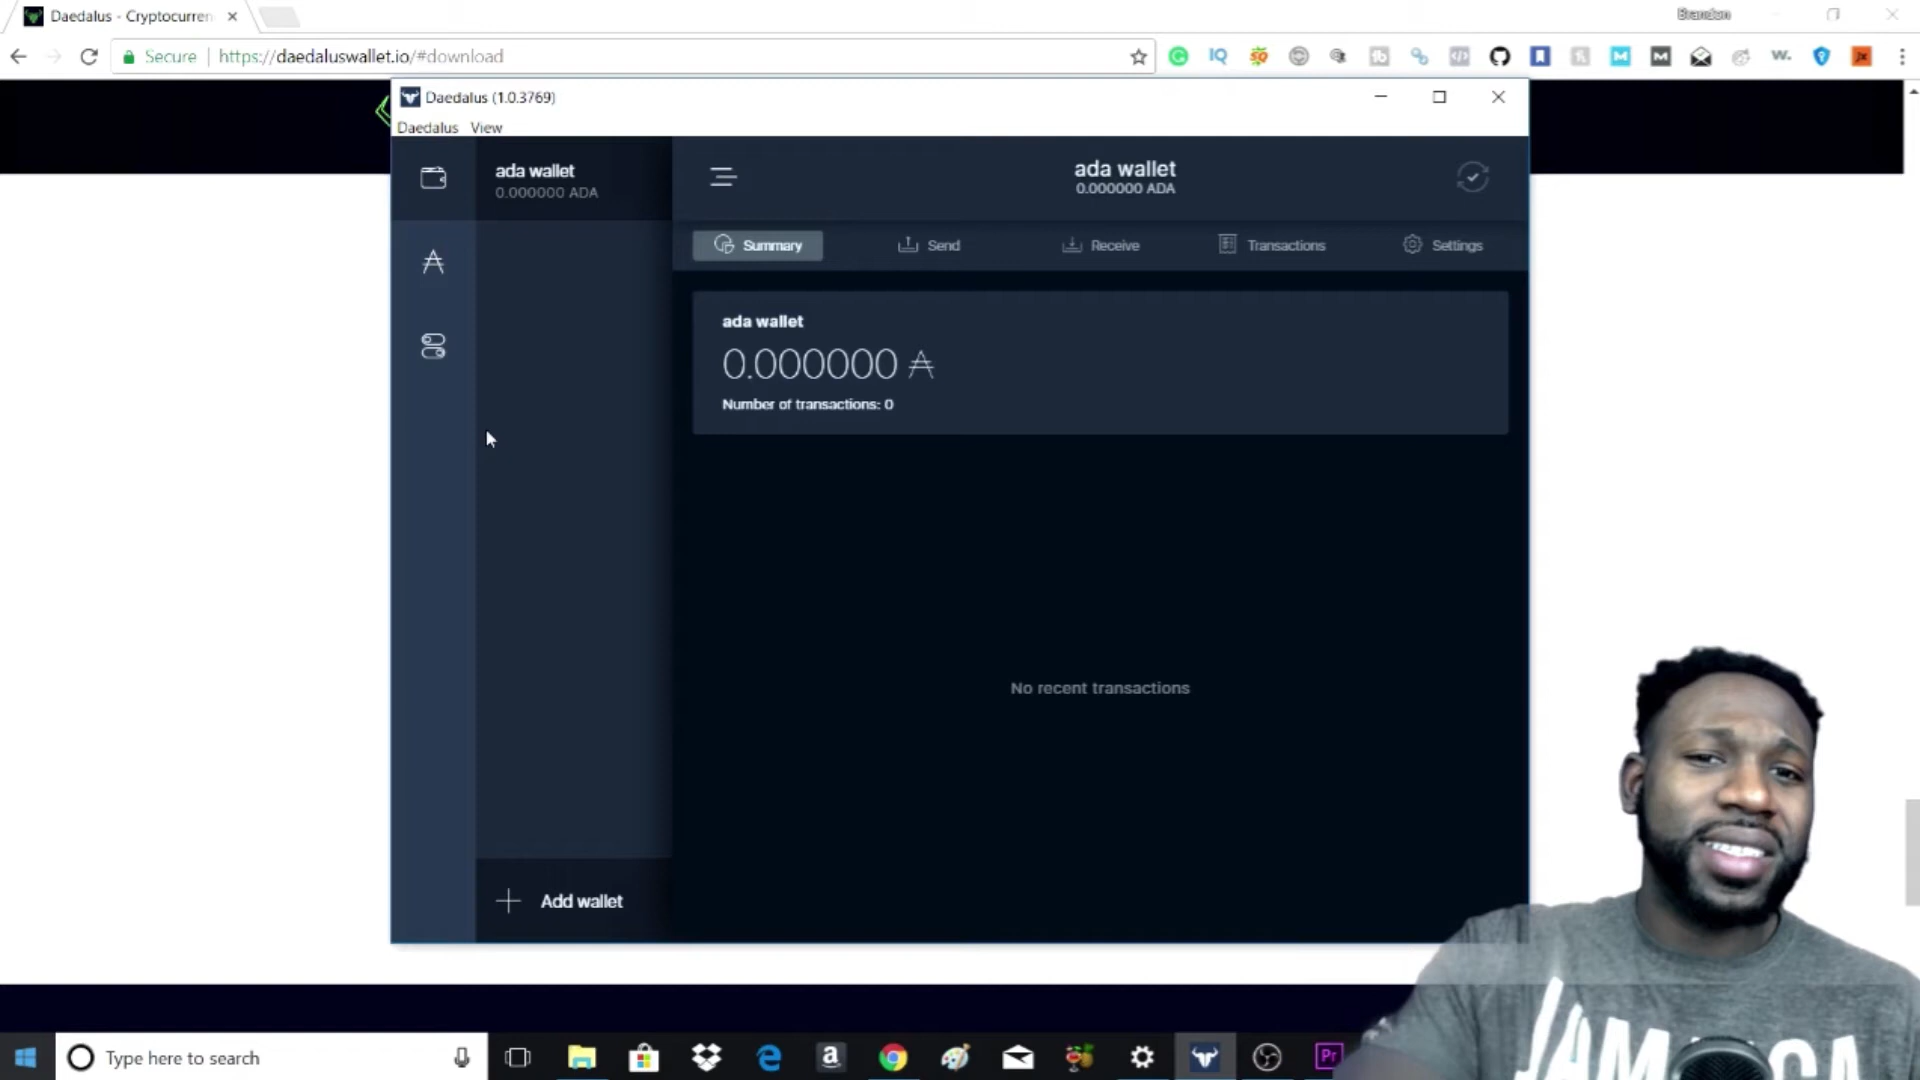 Daedalus - Cryptocurren
Brandon
Secure
https://daedaluswallet.io/#download
Daedalus (1.0.3769)
Daedalus View
ada wallet
0.000000 ADA
ada wallet
0.000000 ADA
Summary
Send
Receive
Transactions
Settings
ada wallet
0.000000
Number of transactions: 0
No recent transactions
Add wallet
Type here to search
Pr